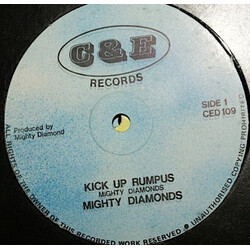 C&E
RECORDS
SIDE 1
CED 109
Produced by
Mighty Diamond
KICK UP RUMPUS
MIGHTY DIAMONDS
MIGHTY DIAMONDS
ALL RIGHTS OF THE OWNER OF THIS RECORDED WORK RESERVED ● UNAUTHORISED COPYING PROHIBITED